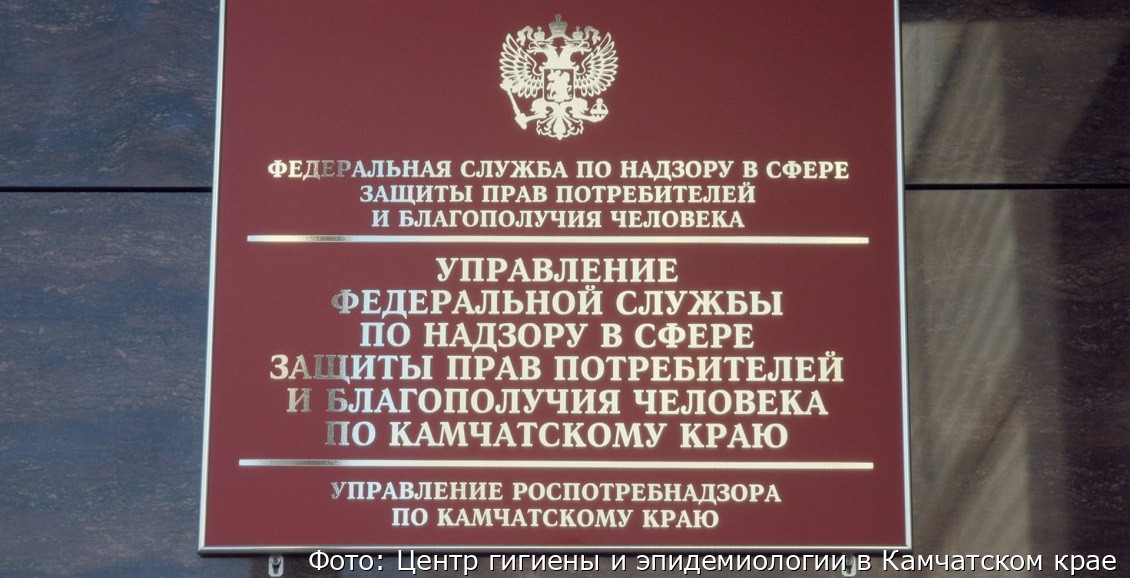 ФЕДЕРАЛЬНАЯ СЛУЖБА ПО НАДЗОРУ В СФЕРЕ
ЗАЩИТЫ ПРАВ ПОТРЕБИТЕЛЕЙ
И БЛАГОПОЛУЧИЯ ЧЕЛОВЕКА
УПРАВЛЕНИЕ
ФЕДЕРАЛЬНОЙ СЛУЖБЫ
ПО НАДЗОРУ В СФЕРЕ
ЗАЩИТЫ ПРАВ ПОТРЕБИТЕЛЕЙ
И БЛАГОПОЛУЧИЯ ЧЕЛОВЕКА
ПО КАМЧАТСКОМУ КРАЮ
УПРАВЛЕНИЕ РОСПОТРЕБНАДЗОРА
ПО КАМЧАТСКОМУ КРАЮ
Фото: Центр гигиены и эпидемиологии в Камчатском крае